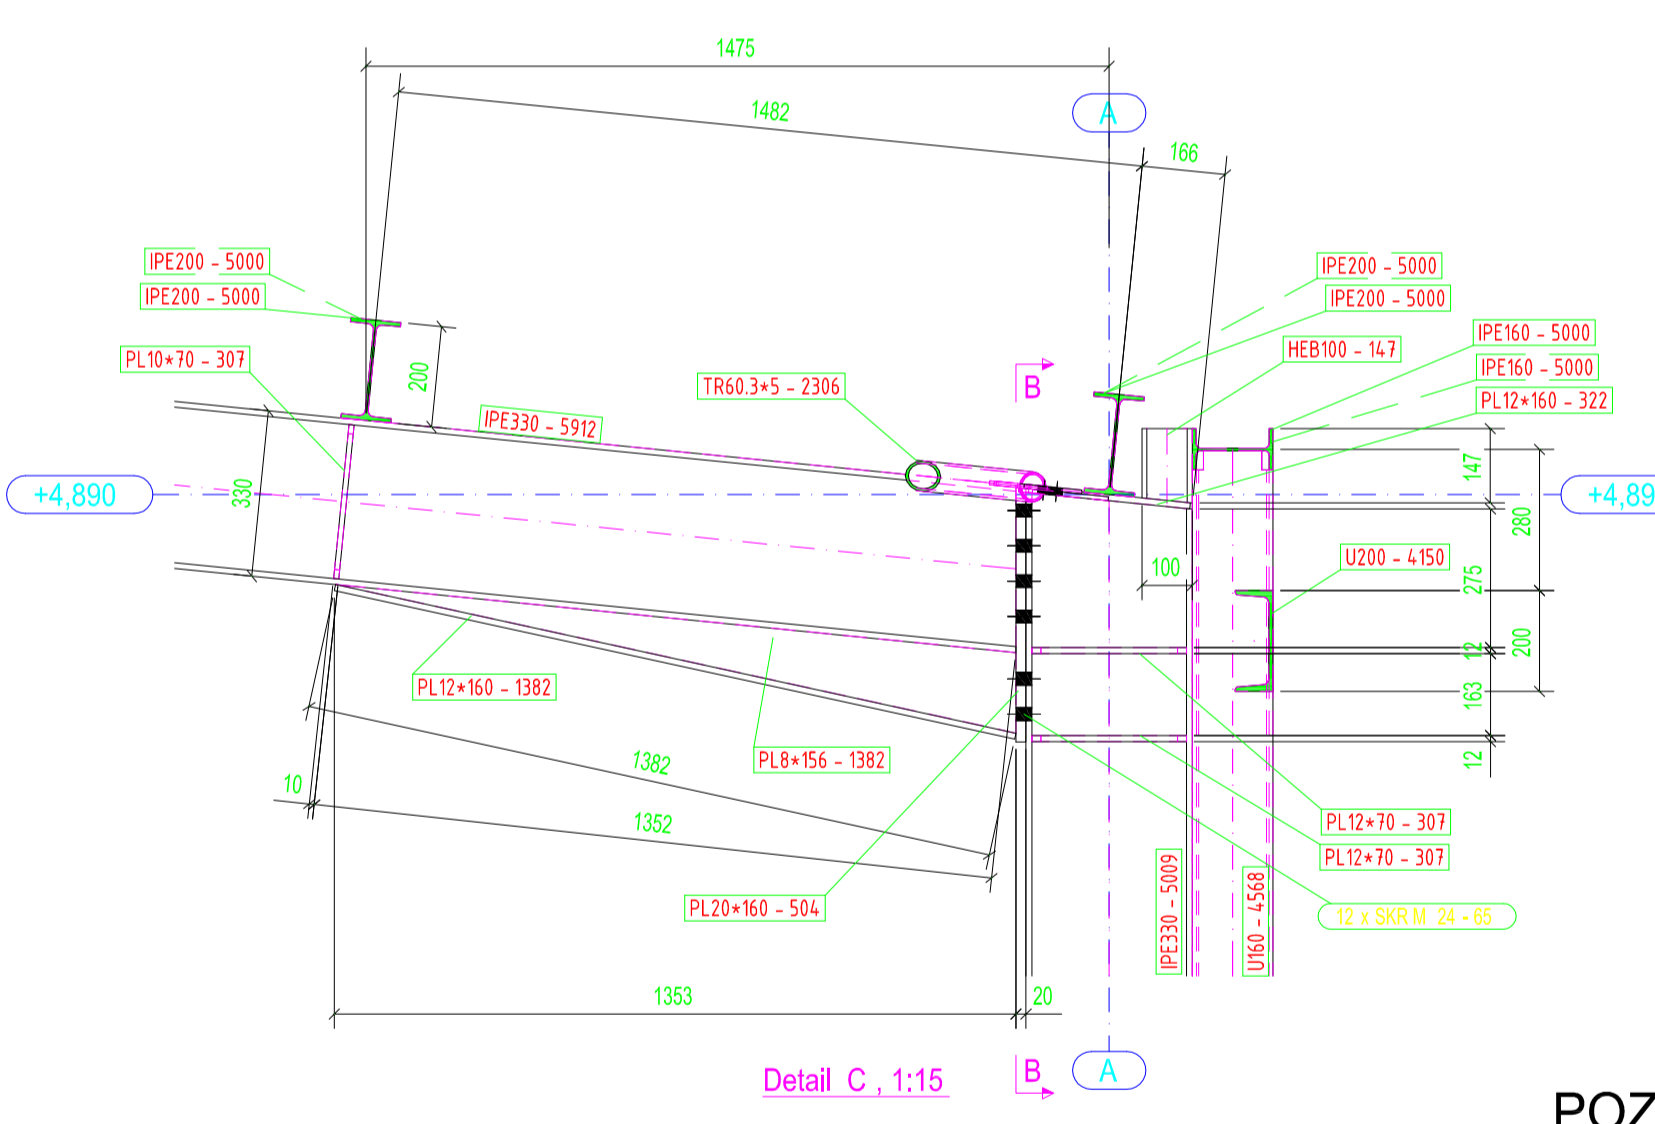 1475
1482
A
166
IPE200 - 5000
IPE200 - 5000
IPE200 - 5000
IPE200 - 5000
IPE160 - 5000
HEB100 - 147
PL10*70 - 307
IPE160 - 5000
200
TR60.3*5 - 2306
B
PL12*160 - 322
IPE330 - 5912
147
+4,890
330
+4,89
280
U200 - 4150
100
275
200
12
PL12*160 - 1382
163
PL8*156 - 1382
12
1382
10
1352
PL12*70 - 307
PL12*70 - 307
PL20*160 - 504
IPE330 - 5009
U160 - 4568
12 x SKR M 24 - 65
1353
20
Detail C , 1:15
B
A
POZ